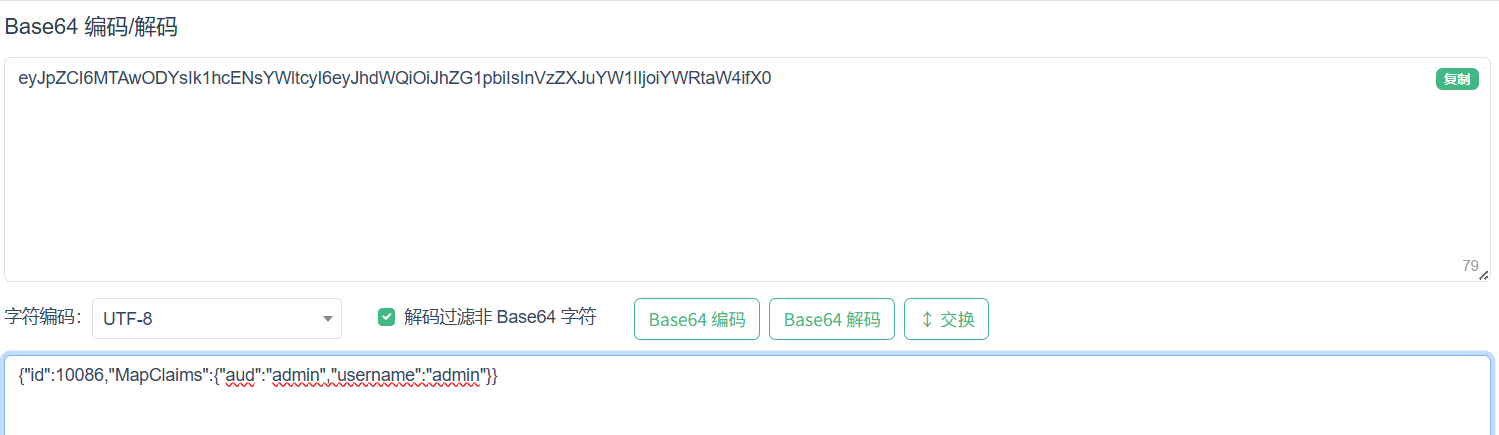 Base64 编码/解码
eyJpZCI6MTAwODYsIk1hcENsYWltcyI6eyJhdWQiOiJhZG1pbiIsInVzZXJuYW1lIjoiYWRtaW4ifX0
复制
79
字符编码: UTF-8 解码过滤非 Base64 字符 Base64 编码 Base64 解码 ↕ 交换
{"id":10086,"MapClaims":{"aud":"admin","username":"admin"}}